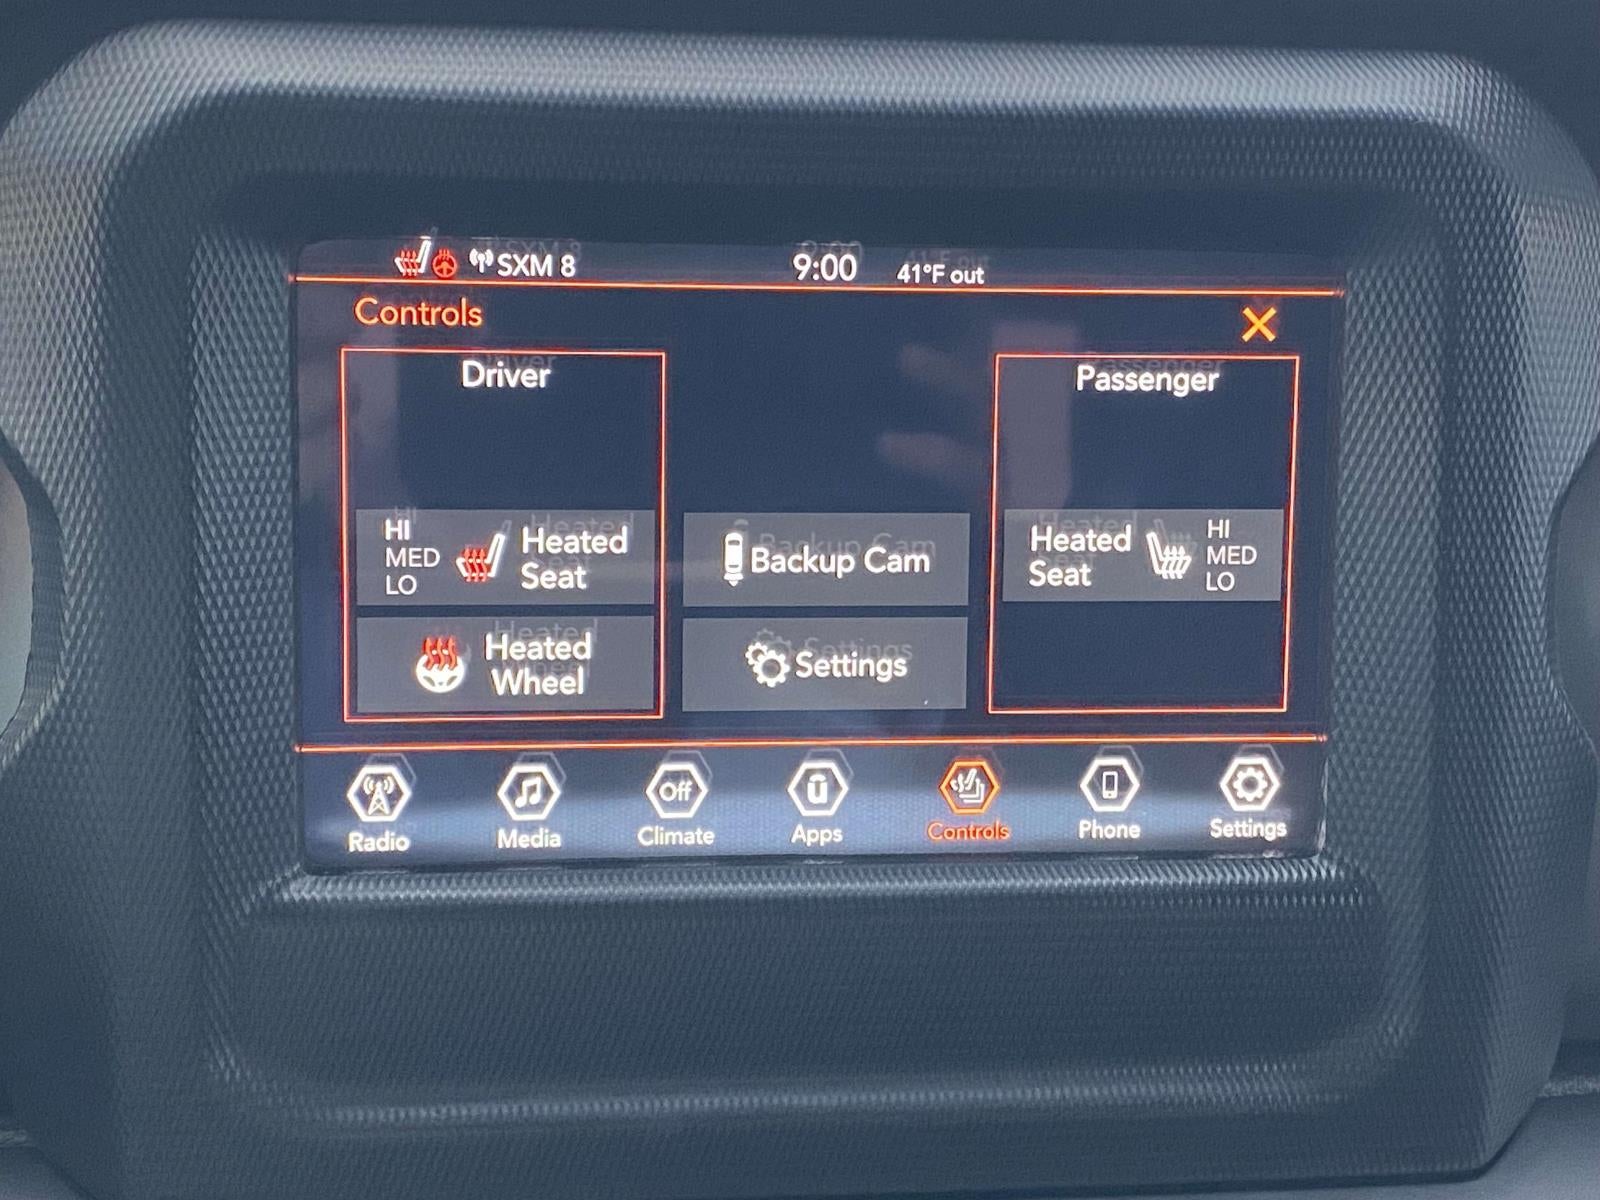 SXM 8 9:00 41°F out
Controls
Driver
HI
MED
LO
Heated
Seat
Heated
Wheel
Backup Cam
Settings
Passenger
Heated
Seat
HI
MED
LO
Radio Media Off Climate Apps Controls Phone Settings